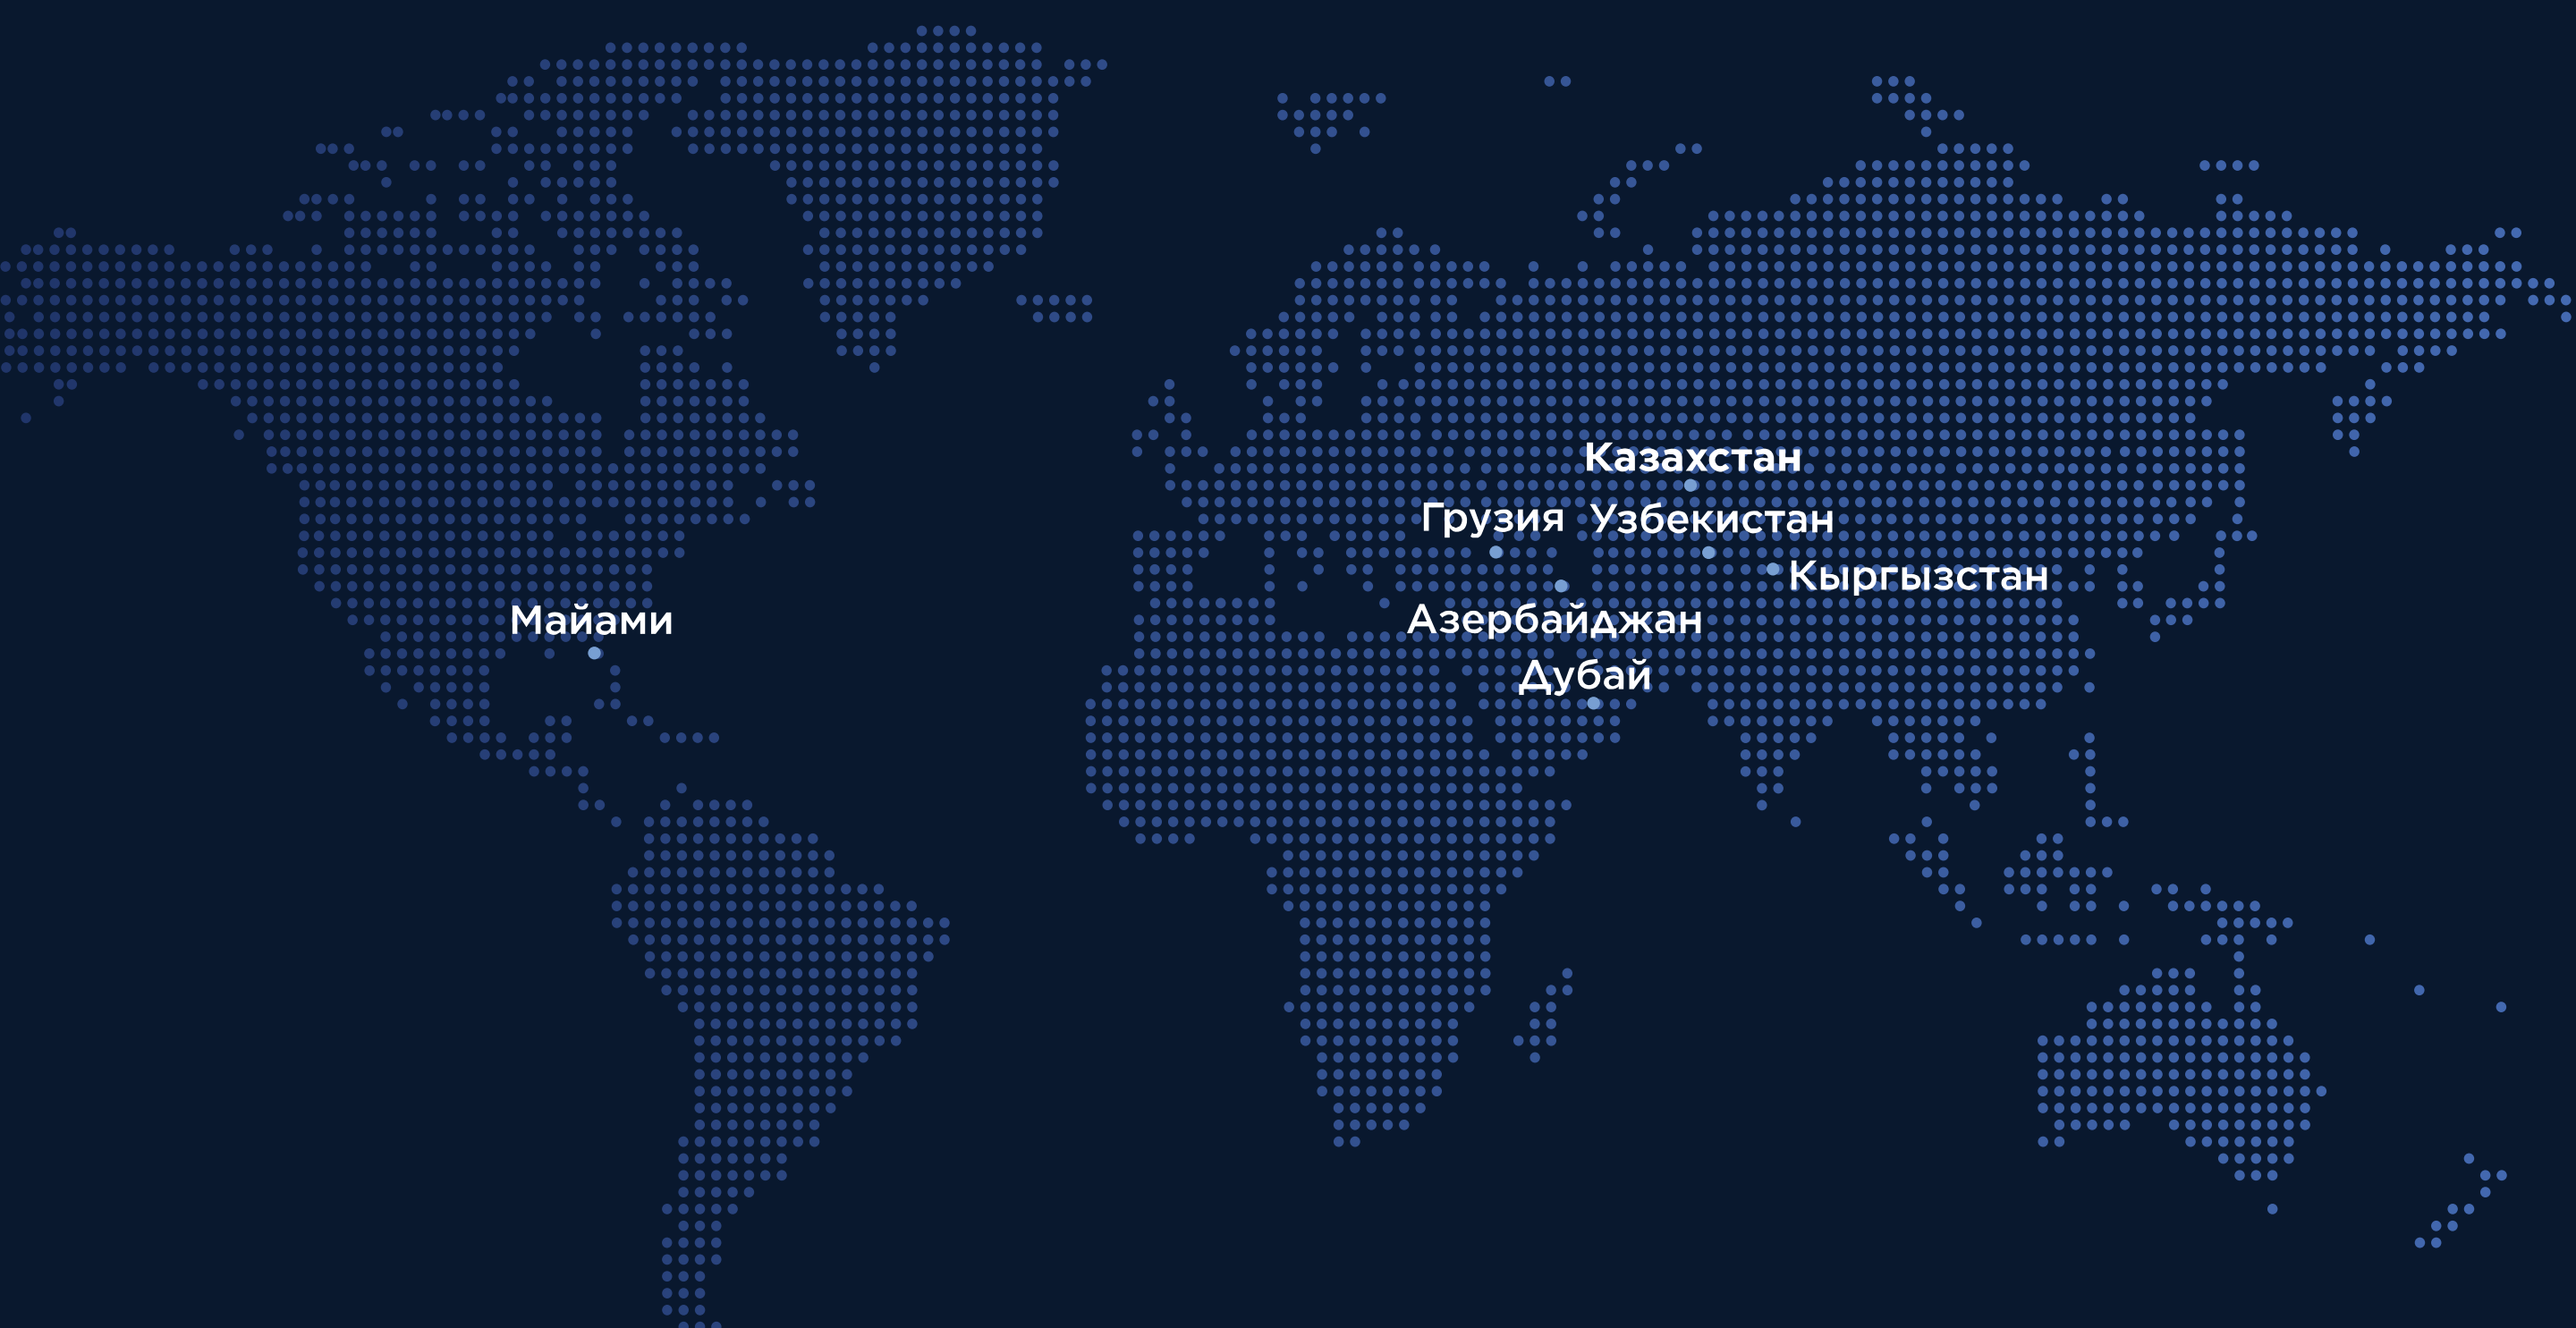 Казахстан
Грузия
Узбекистан
Кыргызстан
Азербайджан
Майами
Дубай